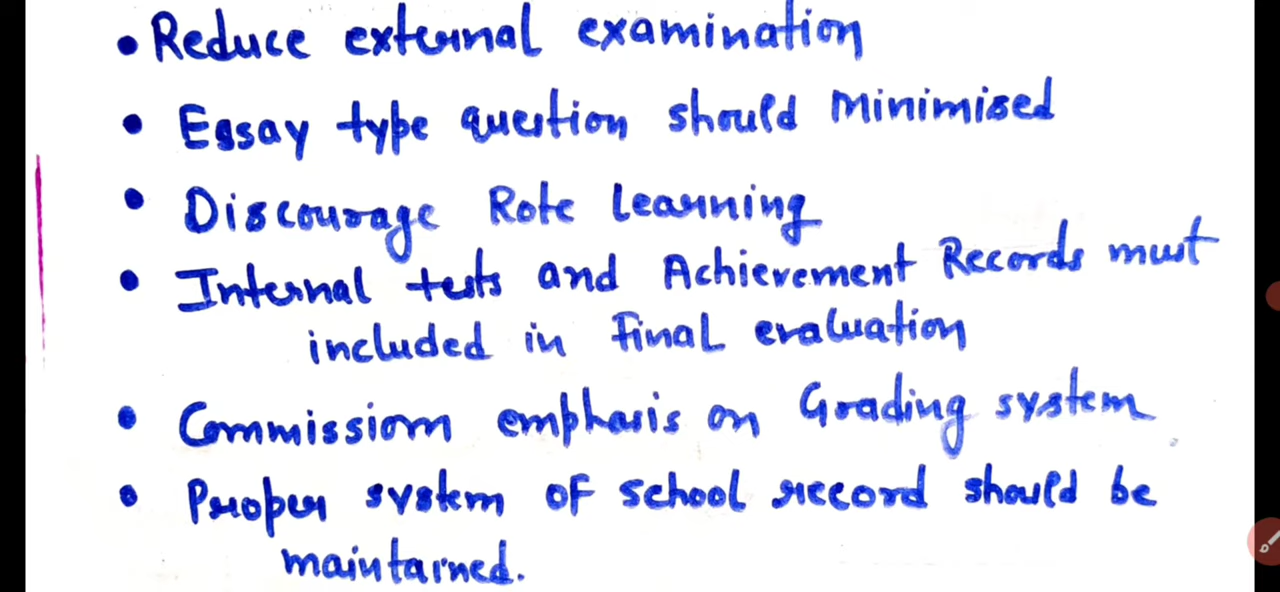 • Reduce external examination
• Essay type question should Minimised
• Discourage Rote learning
• Internal tests and Achievement Records must
included in Final evaluation
• Commission emphasis on Grading system
• Proper system of school record should be
maintained.